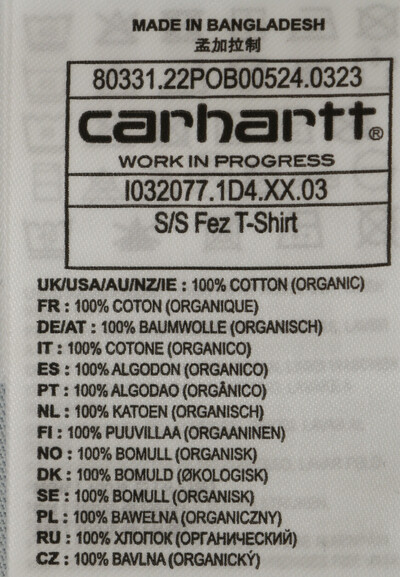 MADE IN BANGLADESH
孟加拉制
80331.22POB00524.0323
carhartt®
WORK IN PROGRESS
I032077.1D4.XX.03
S/S Fez T-Shirt
UK/USA/AU/NZ/IE : 100% COTTON (ORGANIC)
FR : 100% COTON (ORGANIQUE)
DE/AT : 100% BAUMWOLLE (ORGANISCH)
IT : 100% COTONE (ORGANICO)
ES : 100% ALGODON (ORGANICO)
PT : 100% ALGODAO (ORGÂNICO)
NL : 100% KATOEN (ORGANISCH)
FI : 100% PUUVILLAA (ORGAANINEN)
NO : 100% BOMULL (ORGANISK)
DK : 100% BOMULD (ØKOLOGISK)
SE : 100% BOMULL (ORGANISK)
PL : 100% BAWEŁNA (ORGANICZNY)
RU : 100% ХЛОПОК (ОРГАНИЧЕСКИЙ)
CZ : 100% BAVLNA (ORGANICKÝ)